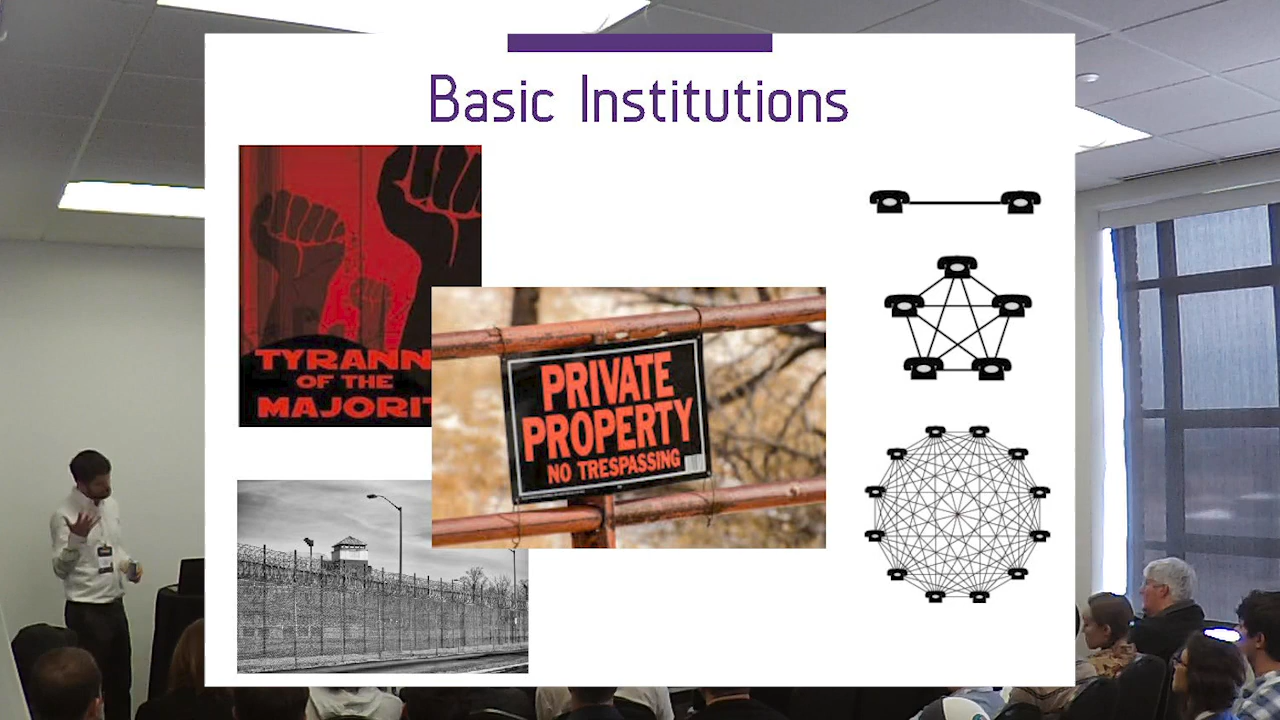 Basic Institutions
TYRANN
OF THE
MAJORIT
PRIVATE
PROPERTY
NO TRESPASSING